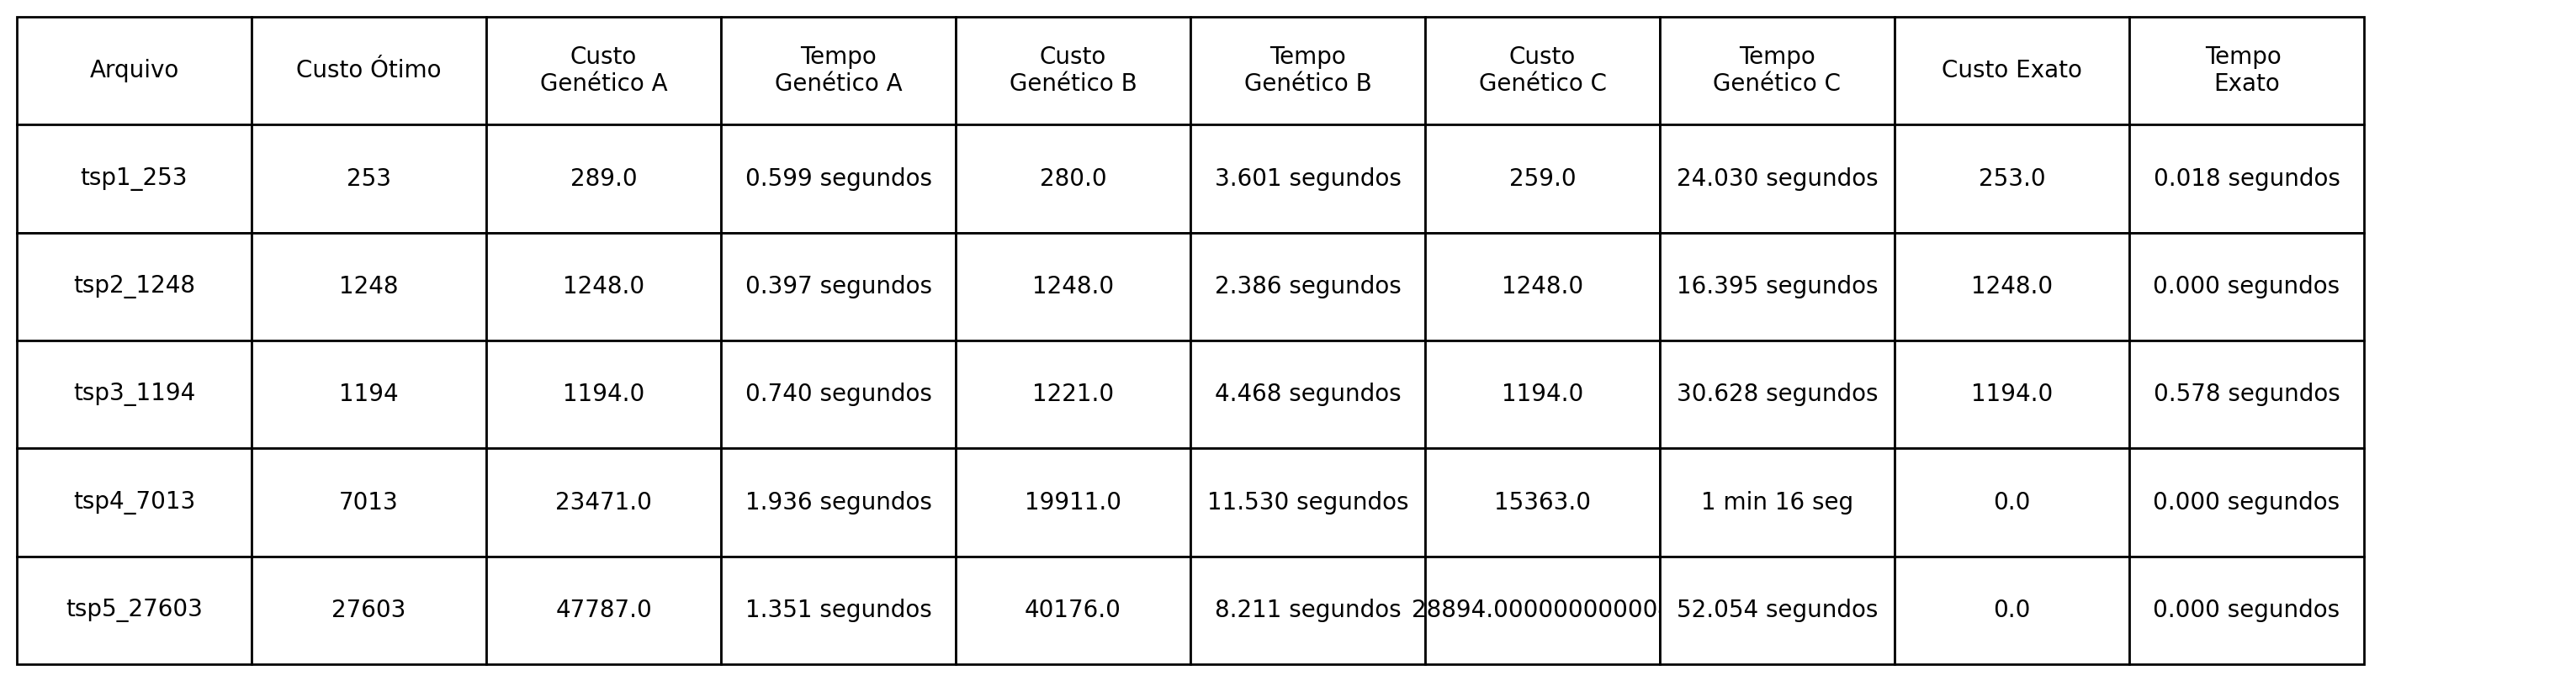 Arquivo
Custo Ótimo
Custo
Genético A
Tempo
Genético A
Custo
Genético B
Tempo
Genético B
Custo
Genético C
Tempo
Genético C
Custo Exato
Tempo
Exato
tsp1_253
253
289.0
0.599 segundos
280.0
3.601 segundos
259.0
24.030 segundos
253.0
0.018 segundos
tsp2_1248
1248
1248.0
0.397 segundos
1248.0
2.386 segundos
1248.0
16.395 segundos
1248.0
0.000 segundos
tsp3_1194
1194
1194.0
0.740 segundos
1221.0
4.468 segundos
1194.0
30.628 segundos
1194.0
0.578 segundos
tsp4_7013
7013
23471.0
1.936 segundos
19911.0
11.530 segundos
15363.0
1 min 16 seg
0.0
0.000 segundos
tsp5_27603
27603
47787.0
1.351 segundos
40176.0
8.211 segundos
28894.00000000000
52.054 segundos
0.0
0.000 segundos